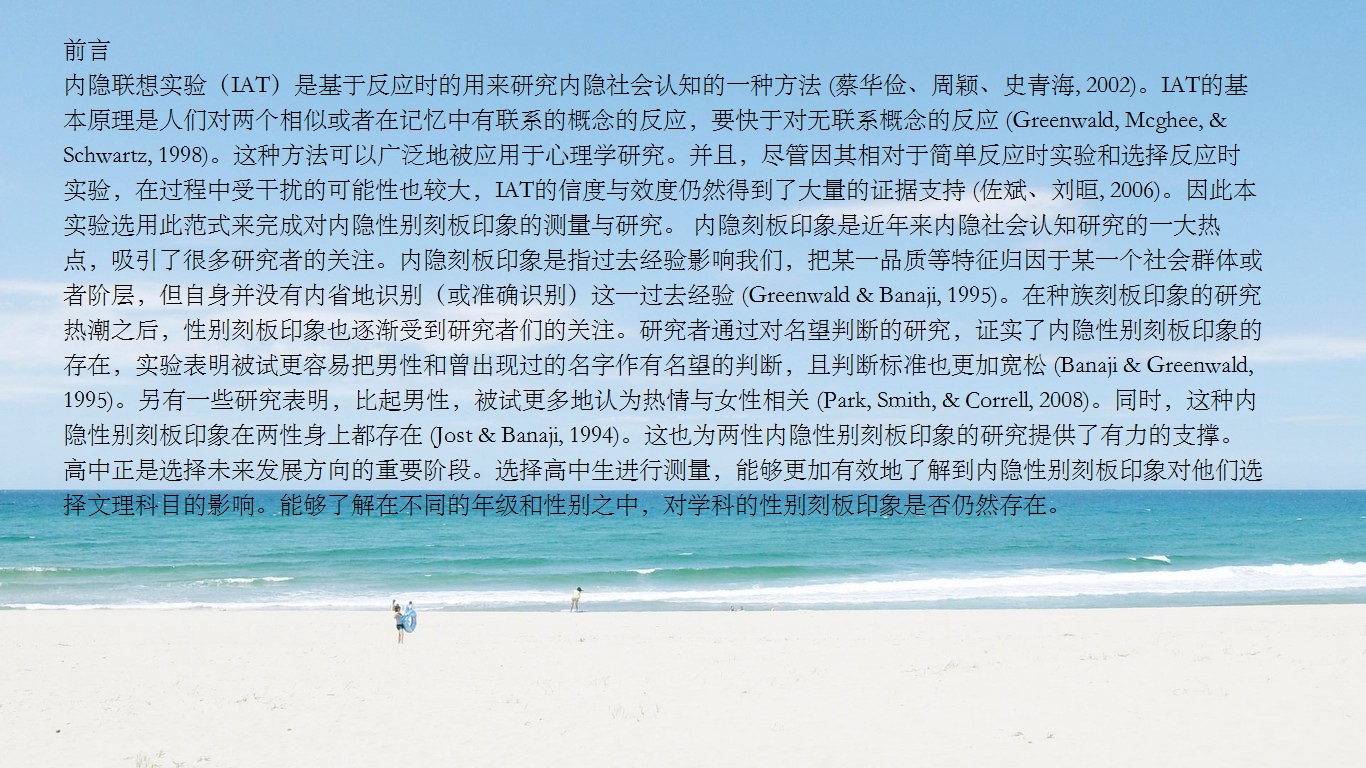 前言
内隐联想实验（IAT）是基于反应时的用来研究内隐社会认知的一种方法 (蔡华俭、周颖、史青海, 2002)。IAT的基
本原理是人们对两个相似或者在记忆中有联系的概念的反应，要快于对无联系概念的反应 (Greenwald, Mcghee, &
Schwartz, 1998)。这种方法可以广泛地被应用于心理学研究。并且，尽管因其相对于简单反应时实验和选择反应时
实验，在过程中受干扰的可能性也较大，IAT的信度与效度仍然得到了大量的证据支持 (佐斌、刘晅, 2006)。因此本
实验选用此范式来完成对内隐性别刻板印象的测量与研究。 内隐刻板印象是近年来内隐社会认知研究的一大热
点，吸引了很多研究者的关注。内隐刻板印象是指过去经验影响我们，把某一品质等特征归因于某一个社会群体或
者阶层，但自身并没有内省地识别（或准确识别）这一过去经验 (Greenwald & Banaji, 1995)。在种族刻板印象的研究
热潮之后，性别刻板印象也逐渐受到研究者们的关注。研究者通过对名望判断的研究，证实了内隐性别刻板印象的
存在，实验表明被试更容易把男性和曾出现过的名字作有名望的判断，且判断标准也更加宽松 (Banaji & Greenwald,
1995)。另有一些研究表明，比起男性，被试更多地认为热情与女性相关 (Park, Smith, & Correll, 2008)。同时，这种内
隐性别刻板印象在两性身上都存在 (Jost & Banaji, 1994)。这也为两性内隐性别刻板印象的研究提供了有力的支撑。
高中正是选择未来发展方向的重要阶段。选择高中生进行测量，能够更加有效地了解到内隐性别刻板印象对他们选
择文理科目的影响。能够了解在不同的年级和性别之中，对学科的性别刻板印象是否仍然存在。